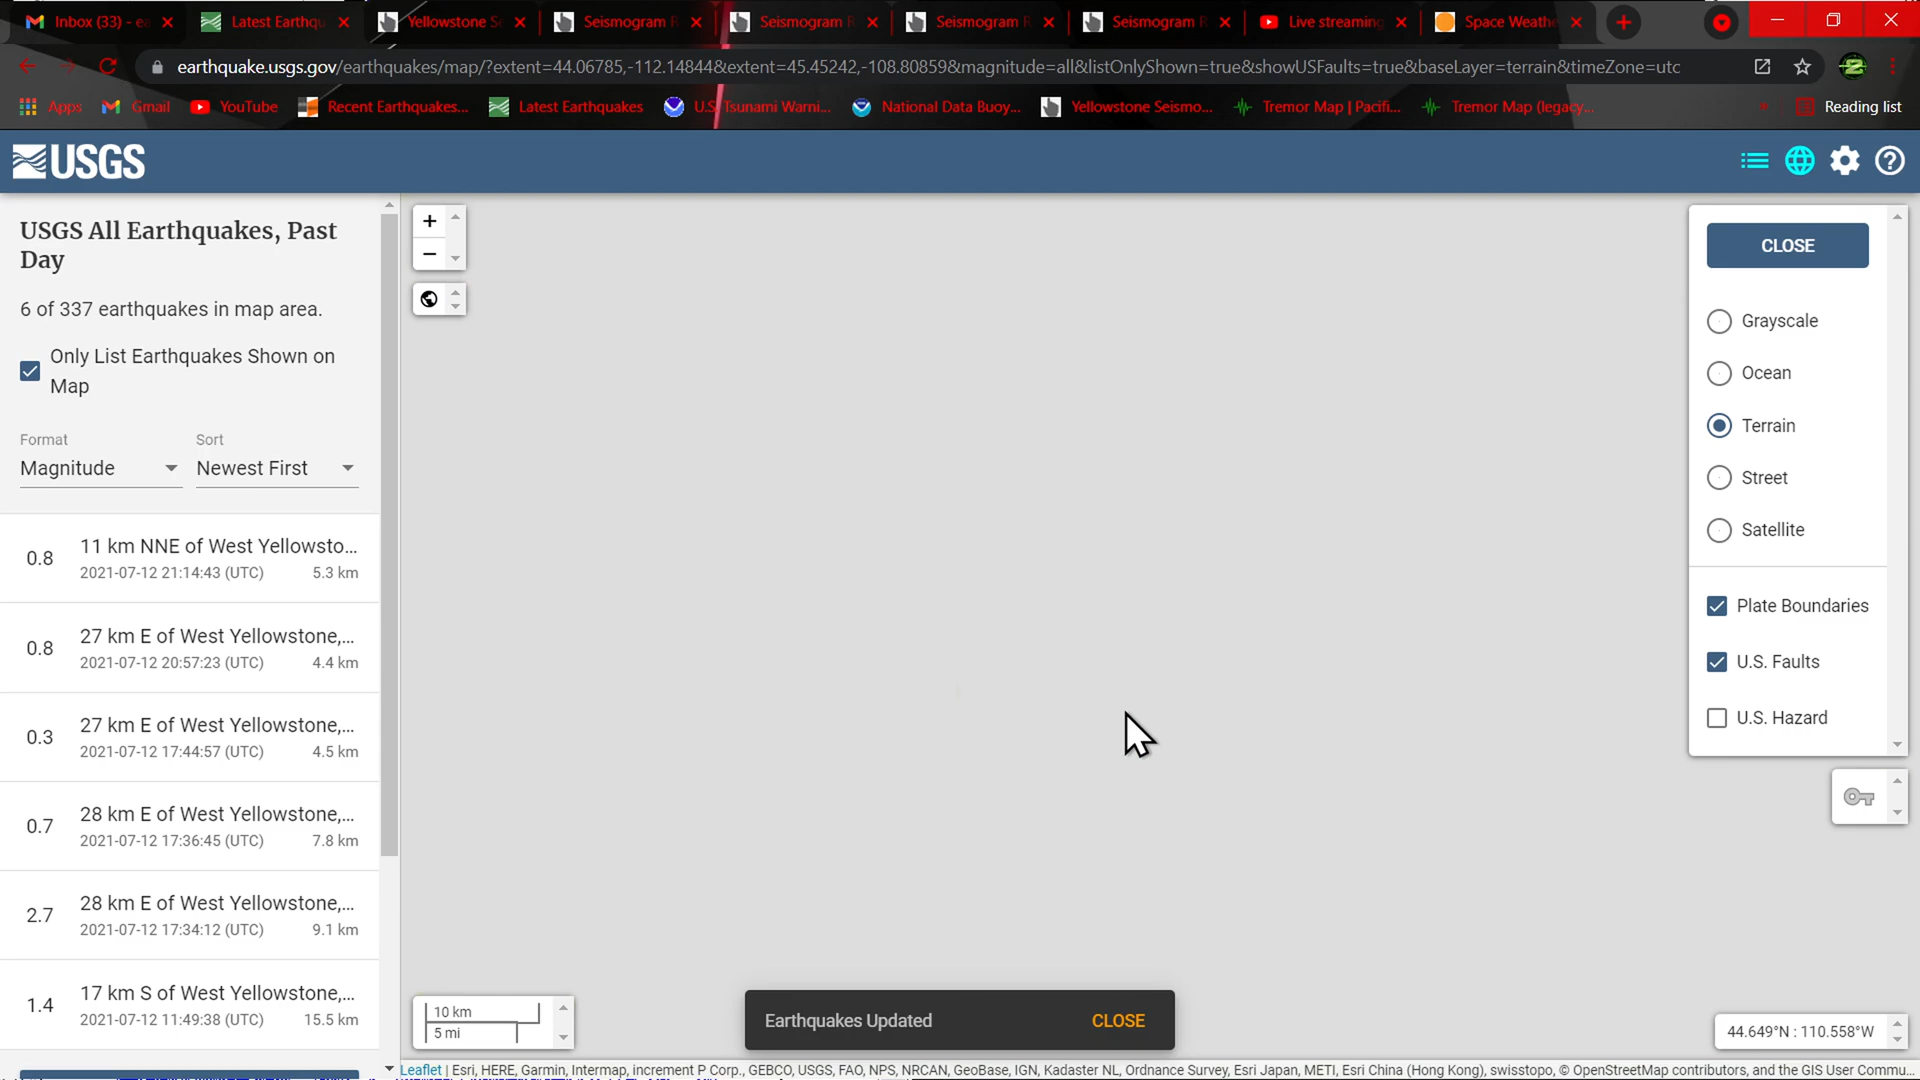 Inbox (33) - ea
Latest Earthqu
Yellowstone Se
Seismogram R
Seismogram R
Seismogram R
Seismogram R
Live streaming
Space Weathe
earthquake.usgs.gov/earthquakes/map/?extent=44.06785,-112.14844&extent=45.45242,-108.80859&magnitude=all&listOnlyShown=true&showUSFaults=true&baseLayer=terrain&timeZone=utc
Apps
Gmail
YouTube
Recent Earthquakes...
Latest Earthquakes
U.S. Tsunami Warni...
National Data Buoy...
Yellowstone Seismo...
Tremor Map | Pacifi...
Tremor Map (legacy...
Reading list
USGS
USGS All Earthquakes, Past
Day
6 of 337 earthquakes in map area.
Only List Earthquakes Shown on
Map
Format
Sort
Magnitude
Newest First
0.8
11 km NNE of West Yellowsto...
2021-07-12 21:14:43 (UTC)
5.3 km
0.8
27 km E of West Yellowstone,...
2021-07-12 20:57:23 (UTC)
4.4 km
0.3
27 km E of West Yellowstone,...
2021-07-12 17:44:57 (UTC)
4.5 km
0.7
28 km E of West Yellowstone,...
2021-07-12 17:36:45 (UTC)
7.8 km
2.7
28 km E of West Yellowstone,...
2021-07-12 17:34:12 (UTC)
9.1 km
1.4
17 km S of West Yellowstone,...
2021-07-12 11:49:38 (UTC)
15.5 km
+
−
CLOSE
Grayscale
Ocean
Terrain
Street
Satellite
Plate Boundaries
U.S. Faults
U.S. Hazard
10 km
5 mi
Earthquakes Updated
CLOSE
44.649°N : 110.558°W
Leaflet | Esri, HERE, Garmin, Intermap, increment P Corp., GEBCO, USGS, FAO, NPS, NRCAN, GeoBase, IGN, Kadaster NL, Ordnance Survey, Esri Japan, METI, Esri China (Hong Kong), swisstopo, © OpenStreetMap contributors, and the GIS User Commu...